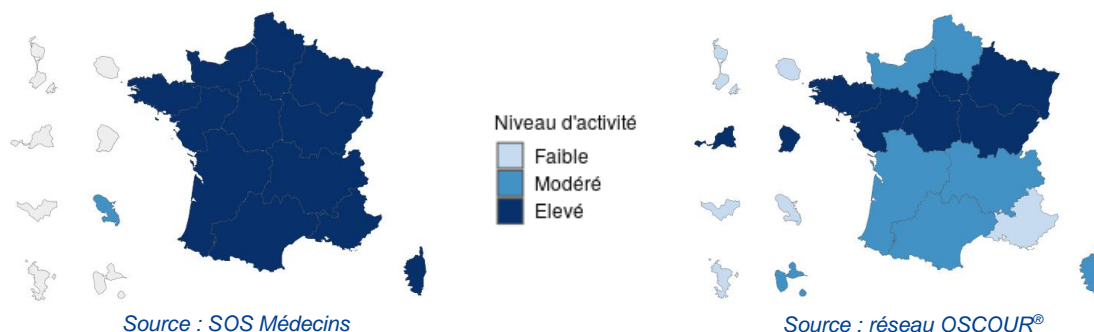 Niveau d'activité
Faible
Modéré
Elevé
Source : SOS Médecins
Source : réseau OSCOUR®